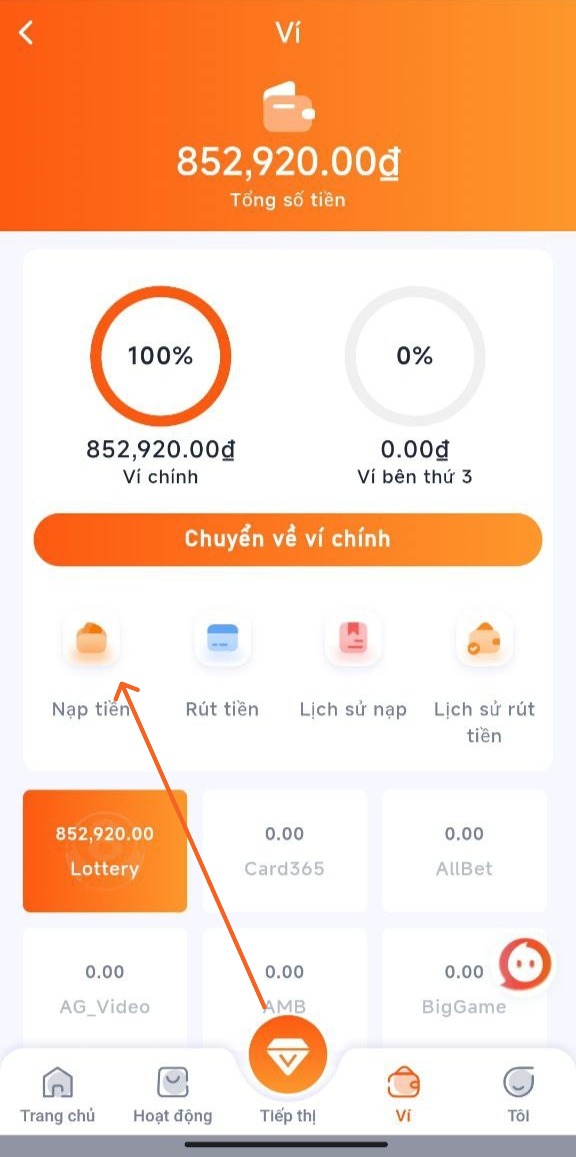 Ví
852,920.00₫
Tổng số tiền
100%
0%
852,920.00₫
0.00₫
Ví chính
Ví bên thứ 3
Chuyển về ví chính
Nạp tiền
Rút tiền
Lịch sử nạp
Lịch sử rút
tiền
852,920.00
Lottery
0.00
Card365
0.00
AllBet
0.00
AG_Video
0.00
AMB
0.00
BigGame
Trang chủ
Hoạt động
Tiếp thị
Ví
Tôi